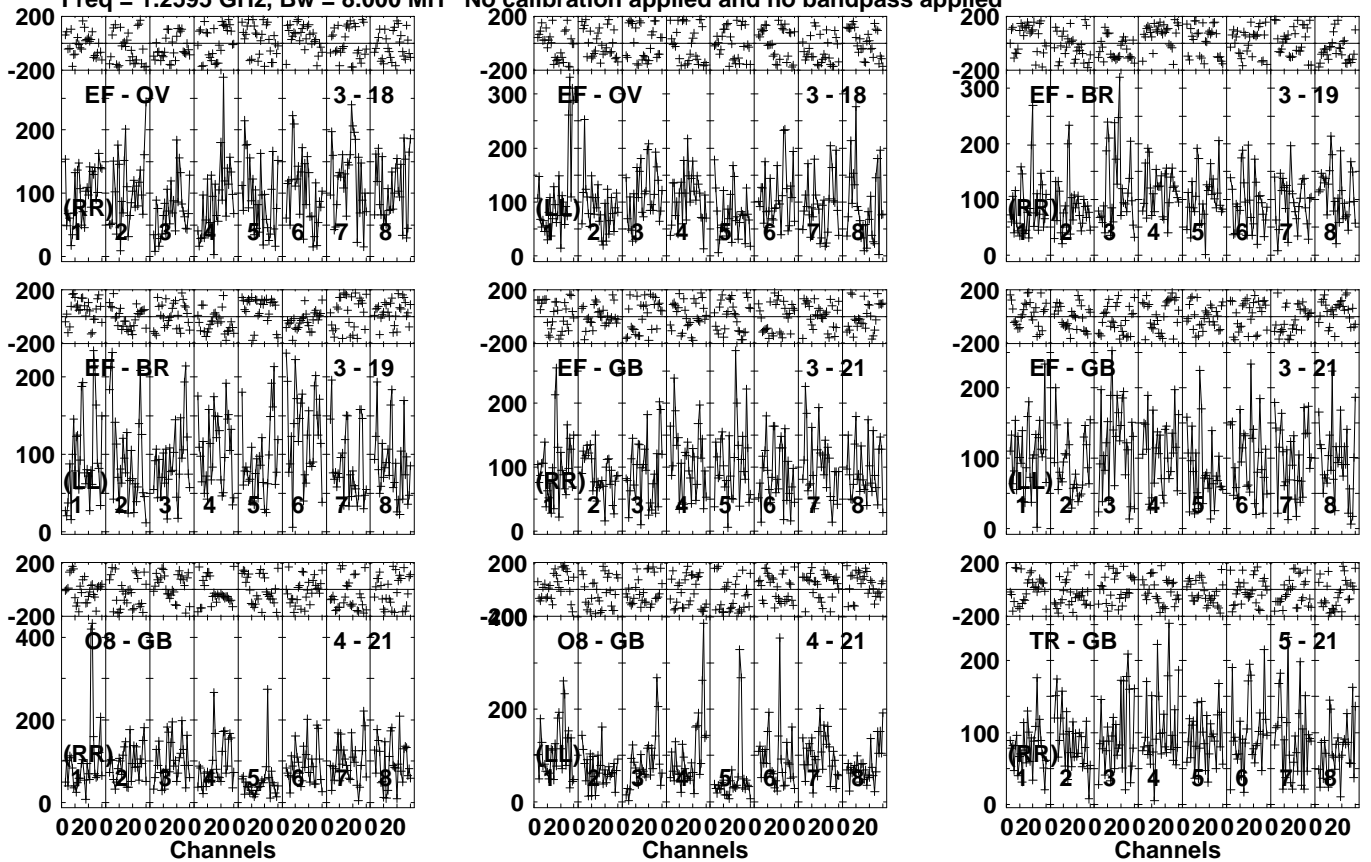 Freq = 1.2595 GHz, Bw = 8.000 MH No calibration applied and no bandpass applied
200 200 200
-200 -200 -200
EF - OV 3 - 18 EF - OV 3 - 18 EF - BR 3 - 19
300 300
200 200 200
100 100 100
(RR) (LL) (RR)
1 2 3 4 5 6 7 8 1 2 3 4 5 6 7 8 1 2 3 4 5 6 7 8
0 0 0
200 200 200
-200 -200 -200
EF - BR 3 - 19 EF - GB 3 - 21 EF - GB 3 - 21
200 200 200
100 100 100
(LL) (RR) (LL)
1 2 3 4 5 6 7 8 1 2 3 4 5 6 7 8 1 2 3 4 5 6 7 8
0 0 0
200 200 200
-200 -200 -200
400 400
O8 - GB 4 - 21 O8 - GB 4 - 21 TR - GB 5 - 21
200 200 200
100
(RR) (LL) (RR)
1 2 3 4 5 6 7 8 1 2 3 4 5 6 7 8 1 2 3 4 5 6 7 8
0 0 0
0 20 0 20 0 20 0 20 0 20 0 20 0 20 0 20 0 20 0 20 0 20 0 20 0 20 0 20 0 20 0 20 0 20 0 20 0 20 0 20 0 20 0 20 0 20 0 20
Channels Channels Channels